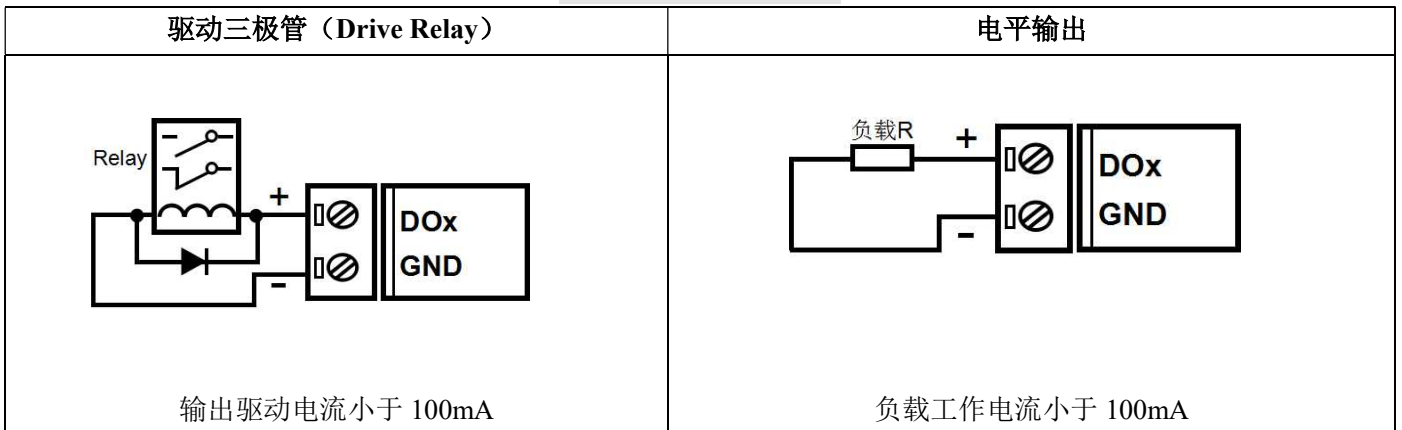 驱动三极管（Drive Relay）
电平输出
Relay
+
-
DOx
GND
输出驱动电流小于 100mA
负载R
+
-
DOx
GND
负载工作电流小于 100mA